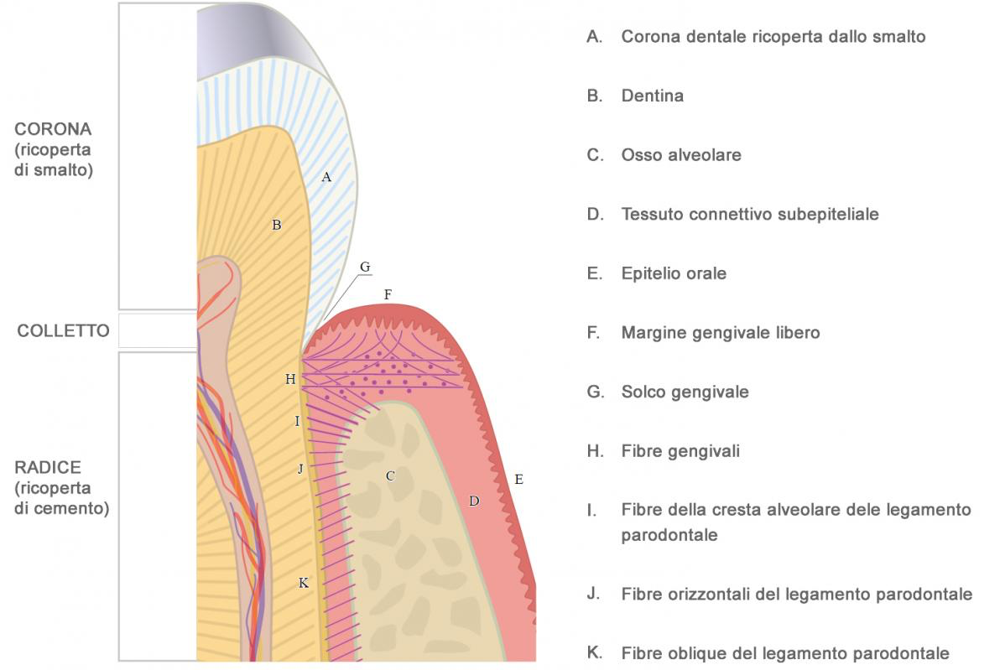 CORONA
(ricoperta
di smalto)
COLLETTO
RADICE
(ricoperta
di cemento)
A
B
G
F
H
I
J
C
E
D
K
A. Corona dentale ricoperta dallo smalto
B. Dentina
C. Osso alveolare
D. Tessuto connettivo subepiteliale
E. Epitelio orale
F. Margine gengivale libero
G. Solco gengivale
H. Fibre gengivali
I. Fibre della cresta alveolare dele legamento
parodontale
J. Fibre orizzontali del legamento parodontale
K. Fibre oblique del legamento parodontale